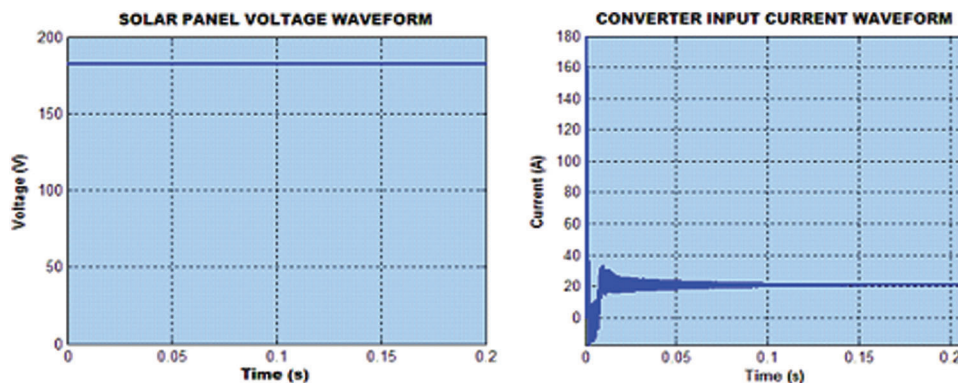 SOLAR PANEL VOLTAGE WAVEFORM
200
150
100
50
0
Voltage (V)
0 0.05 0.1 0.15 0.2
Time (s)
CONVERTER INPUT CURRENT WAVEFORM
180
160
140
120
100
80
60
40
20
0
Current (A)
0 0.05 0.1 0.15 0.2
Time (s)